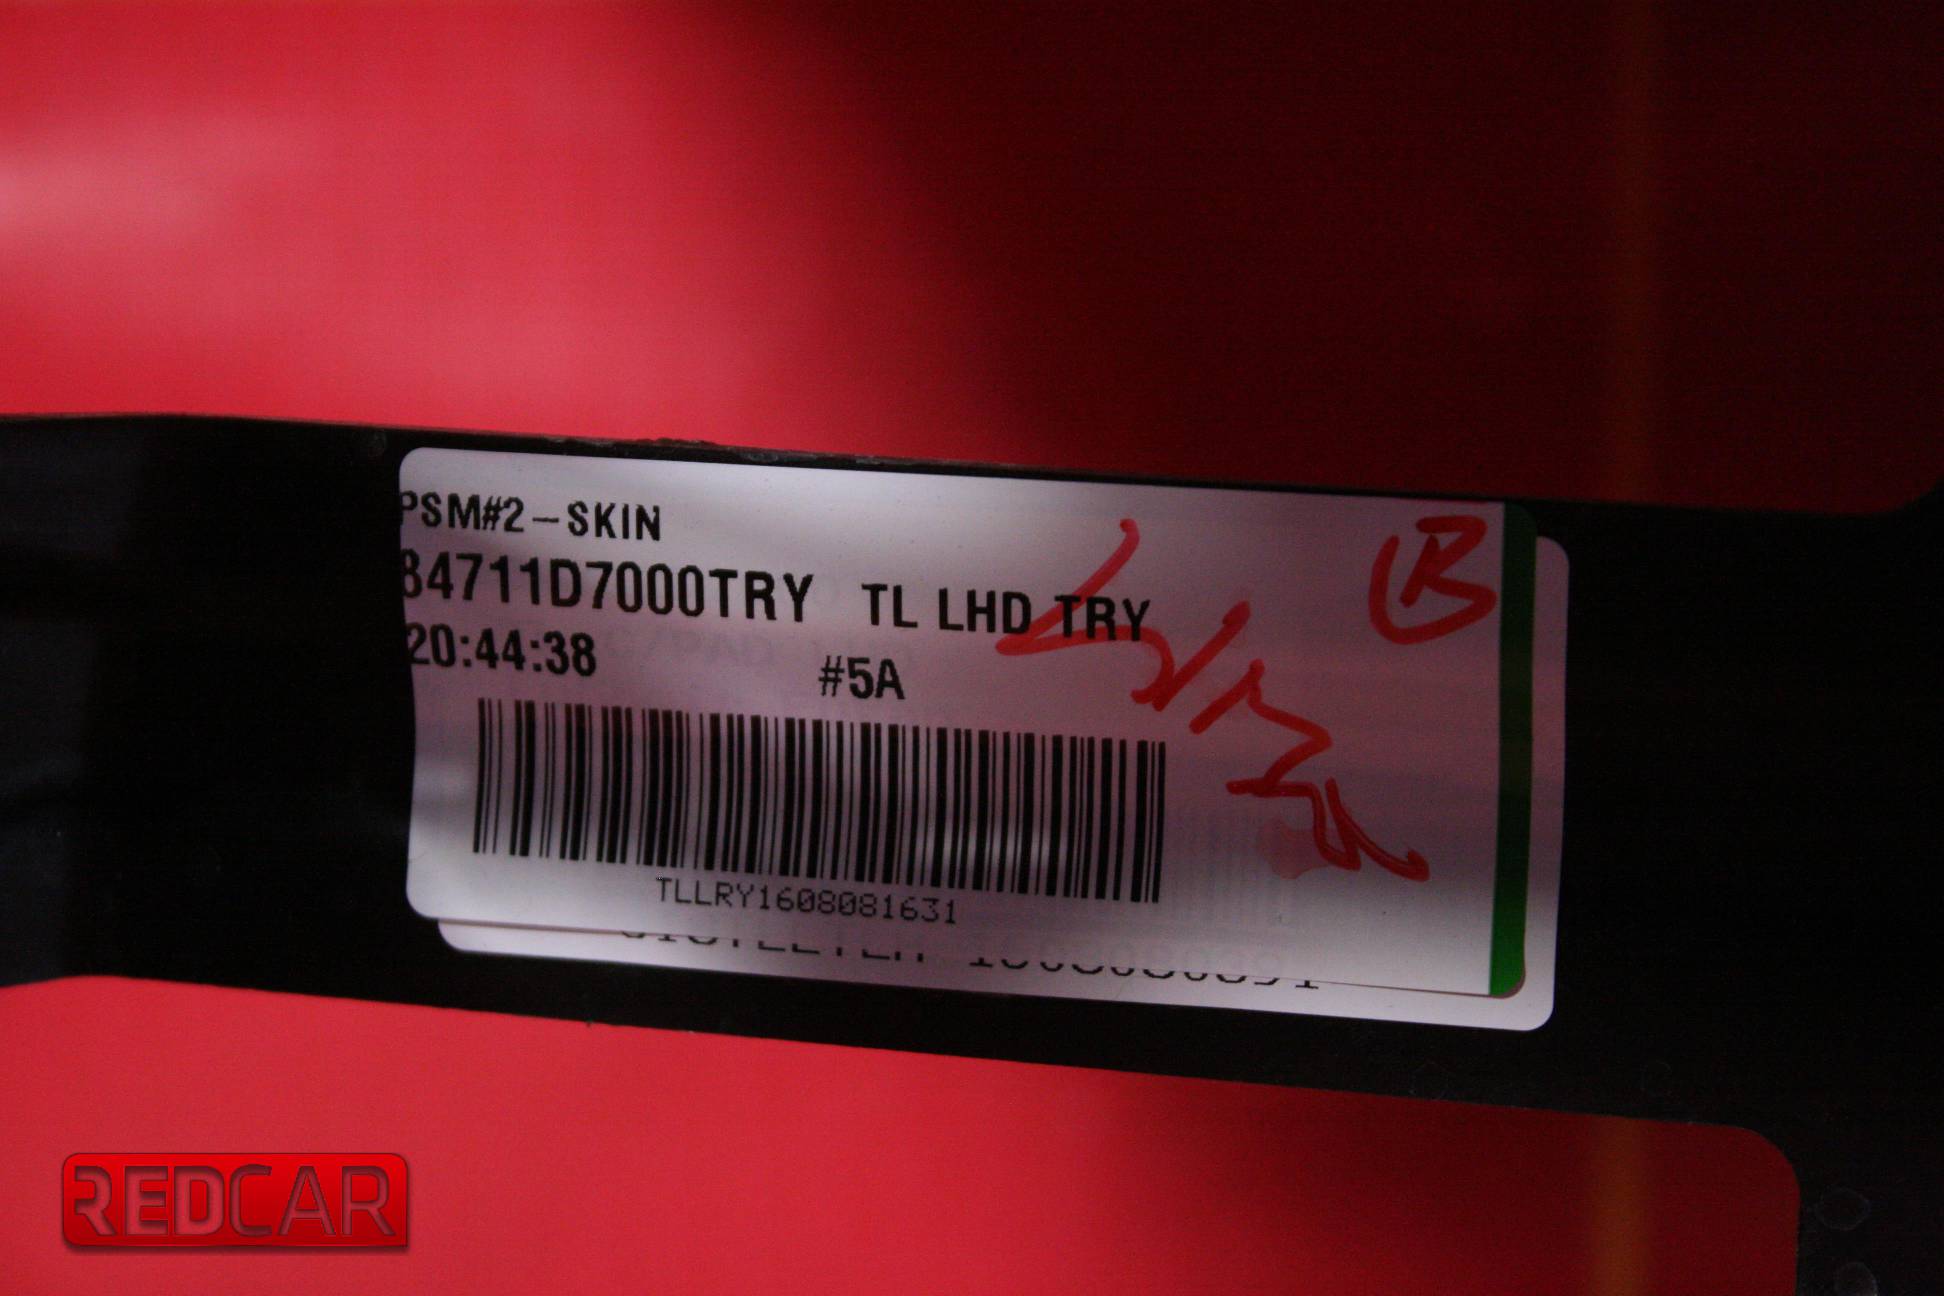 PSM#2-SKIN
84711D7000TRY TL LHD TRY
20:44:38 #5A
TLLRY1608081631
REDCAR